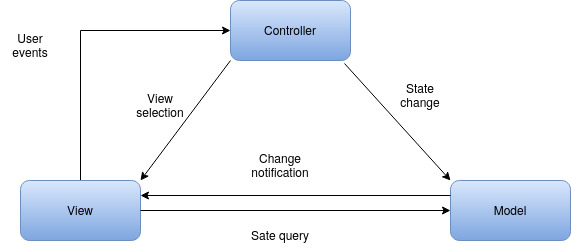 User
events
Controller
View
selection
State
change
Change
notification
View
Model
Sate query